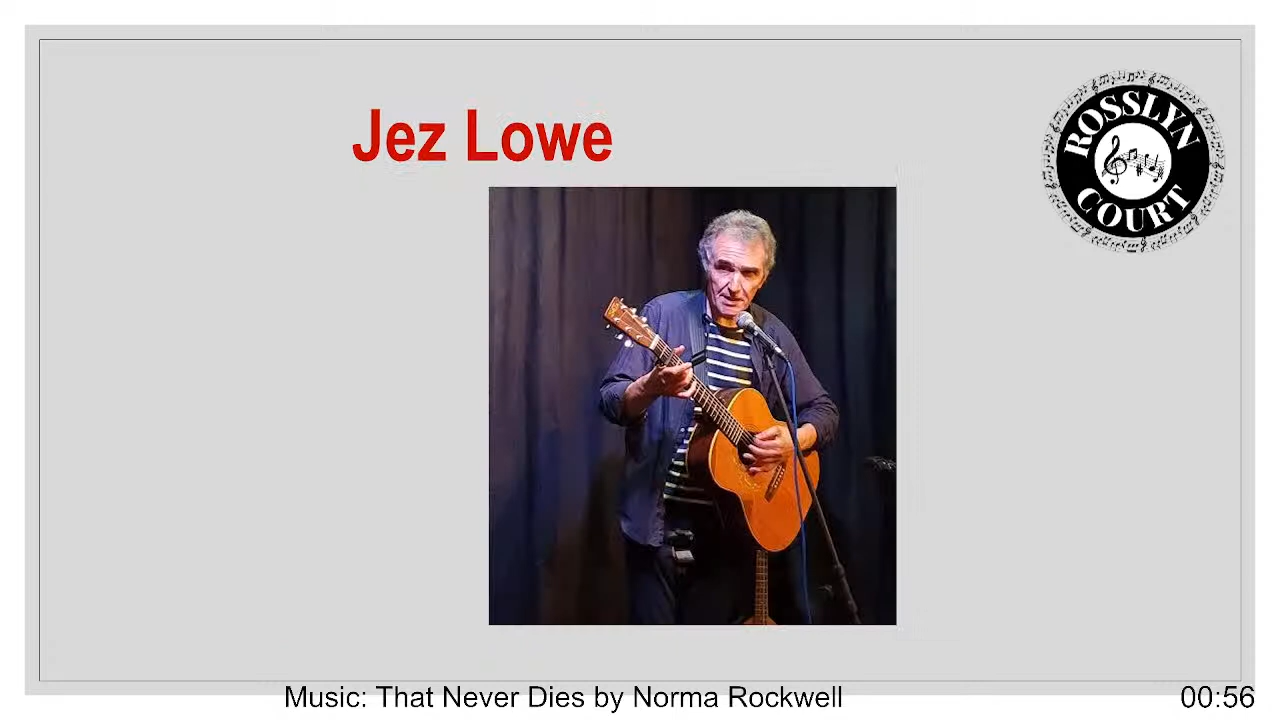 Jez Lowe
ROSSLYN
COURT
Music: That Never Dies by Norma Rockwell
00:56